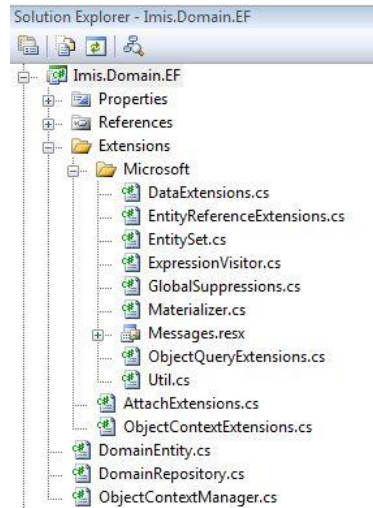 Solution Explorer - Imis.Domain.EF
Imis.Domain.EF
Properties
References
Extensions
Microsoft
DataExtensions.cs
EntityReferenceExtensions.cs
EntitySet.cs
ExpressionVisitor.cs
GlobalSuppressions.cs
Materializer.cs
Messages.resx
ObjectQueryExtensions.cs
Util.cs
AttachExtensions.cs
ObjectContextExtensions.cs
DomainEntity.cs
DomainRepository.cs
ObjectContextManager.cs